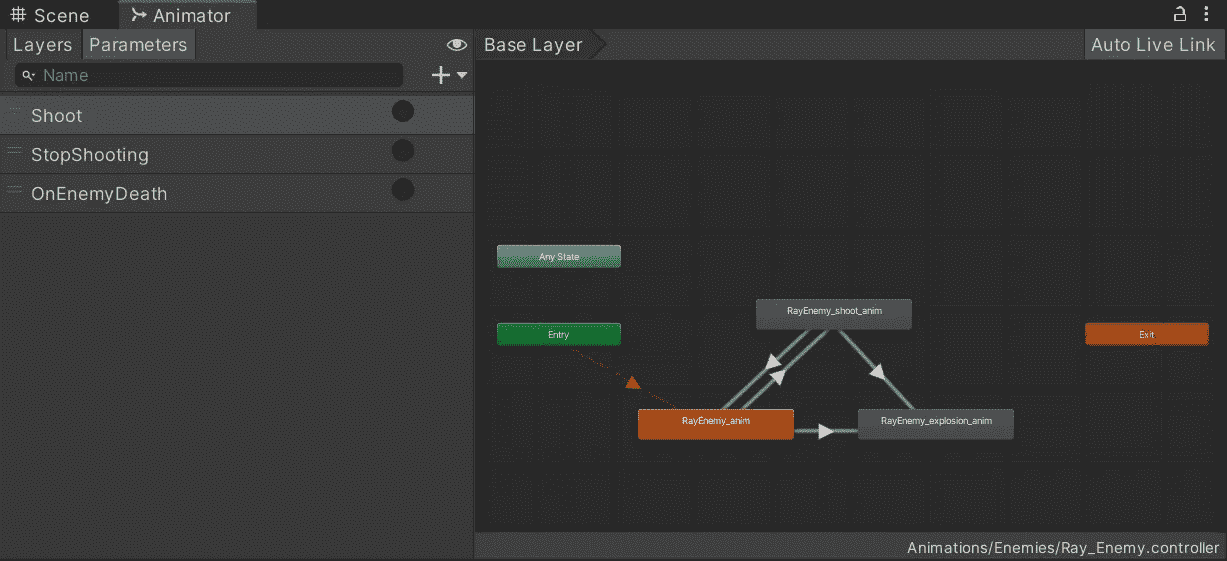 Scene Animator
Layers Parameters
Name
Shoot
StopShooting
OnEnemyDeath
Base Layer Auto Live Link
Any State
RayEnemy_shoot_anim
Entry
Exit
RayEnemy_anim
RayEnemy_explosion_anim
Animations/Enemies/Ray_Enemy.controller